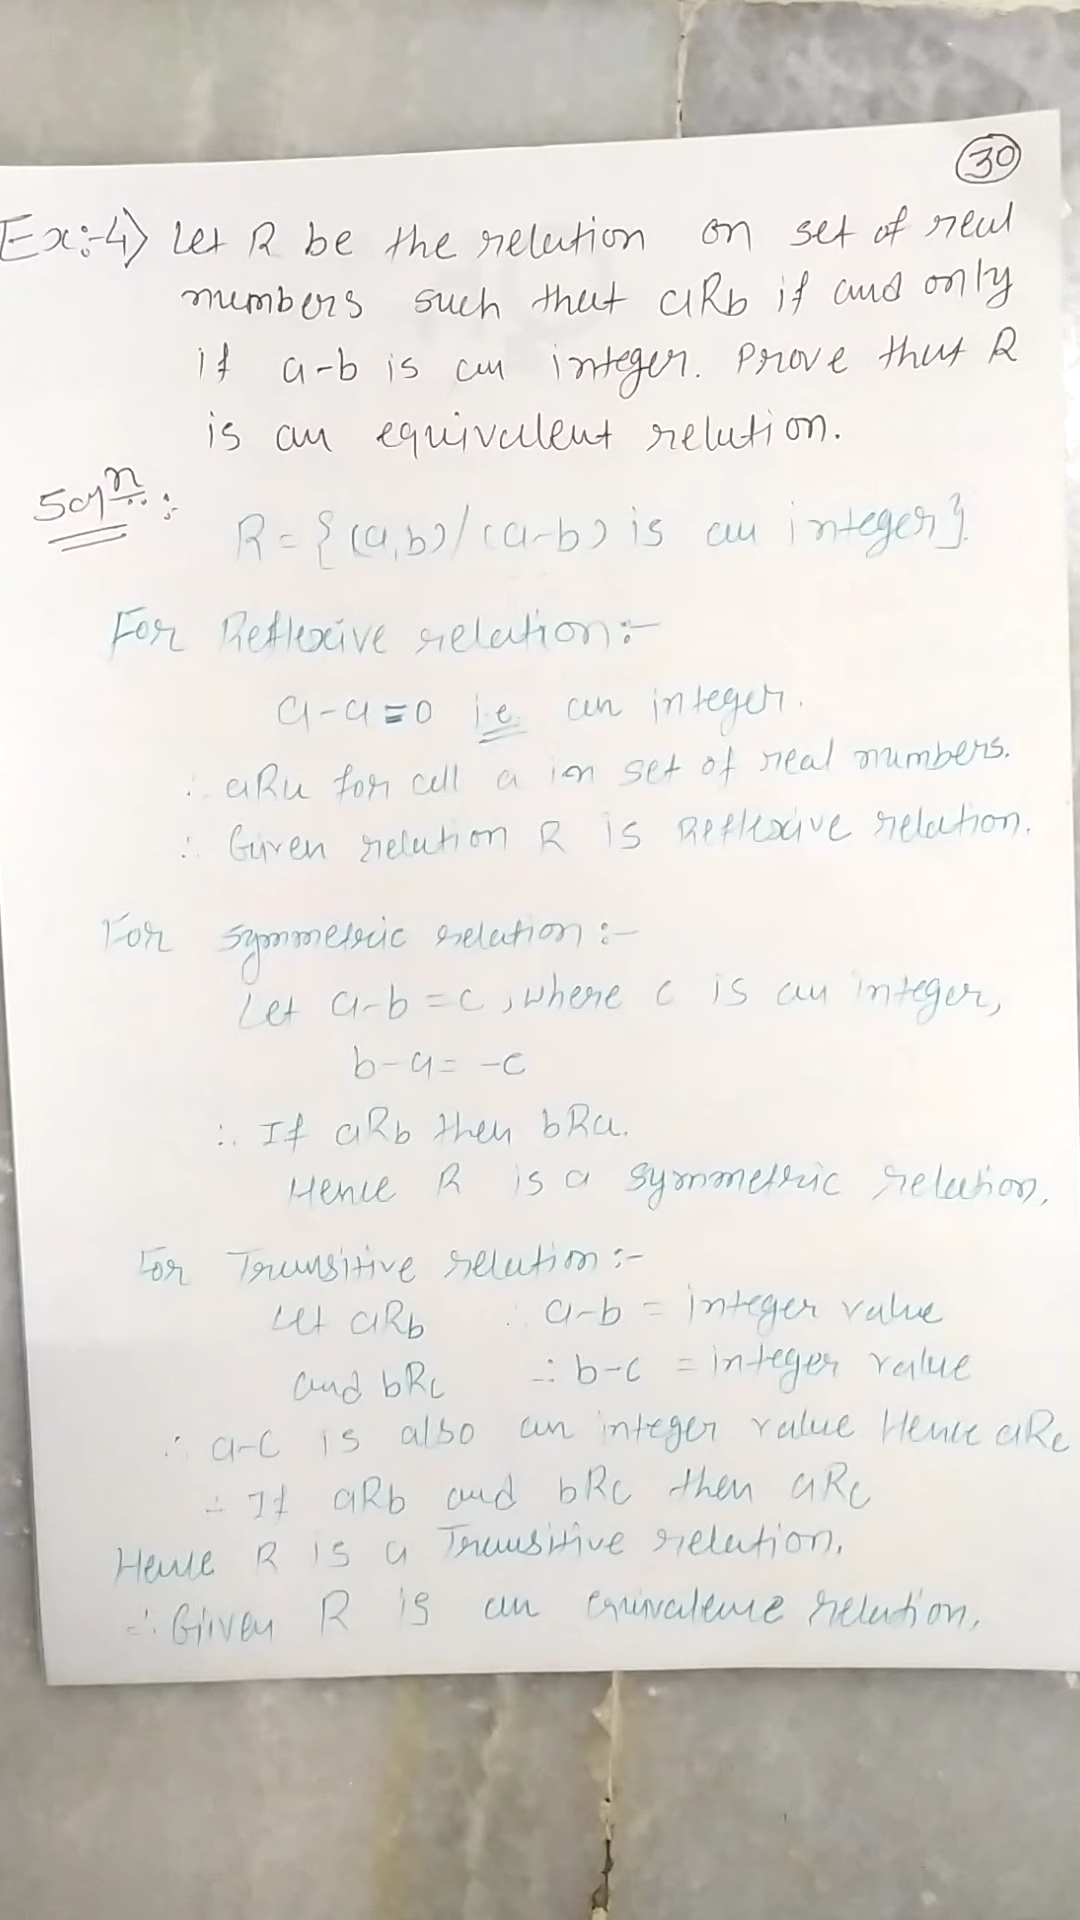 30
Ex:-4) Let R be the relation on set of real
numbers such that aRb if and only
if a-b is an integer. Prove that R
is an equivalent relation.
Solⁿ:
R = {(a,b)/(a-b) is an integer}.
For Reflexive relation:-
a-a=0 i.e. an integer.
∴ aRa for all a in set of real numbers.
∴ Given relation R is Reflexive relation.
For symmetric relation:-
Let a-b=c, where c is an integer,
b-a= -c
∴ If aRb then bRa.
Hence R is a symmetric relation.
For Transitive relation:-
Let aRb ∴ a-b = integer value
and bRc ∴ b-c = integer value
∴ a-c is also an integer value Hence aRc
∴ If aRb and bRc then aRc
Hence R is a Transitive relation.
∴ Given R is an equivalence relation.